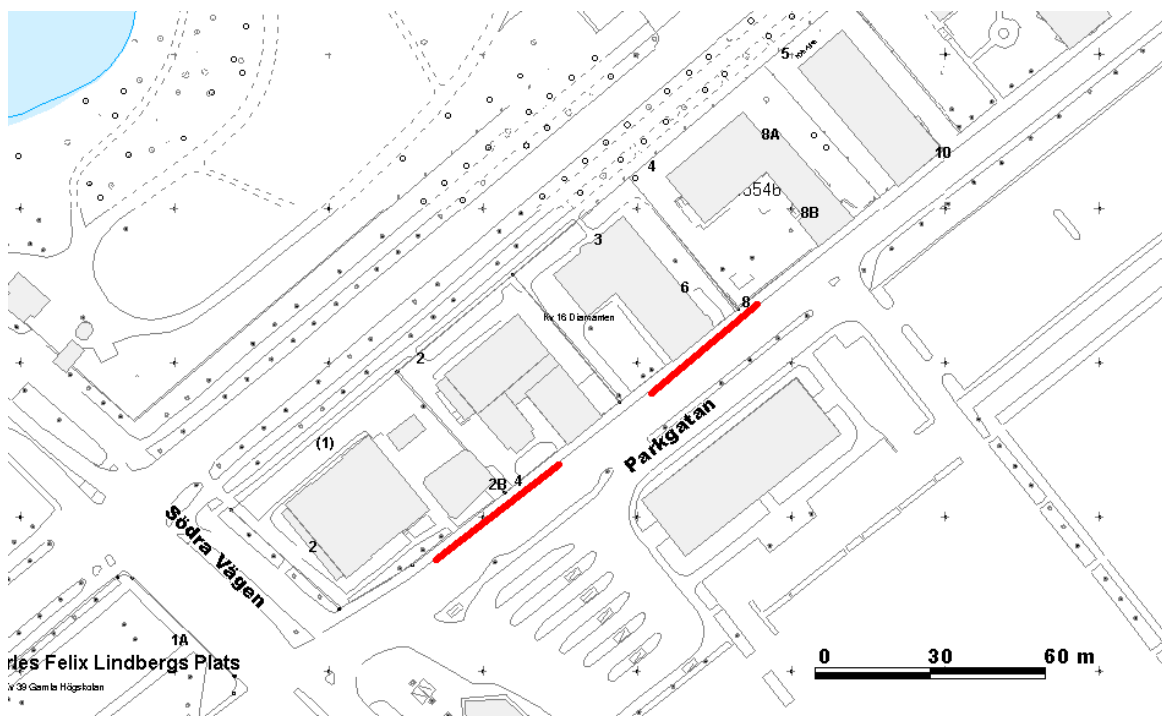 5
8A
10
4
8B
3
6
8
Kv 16 Diamanten
2
Parkgatan
(1)
2B
4
Södra Vägen
2
1A
rles Felix Lindbergs Plats
Kv 39 Gamla Högskolan
0 30 60 m